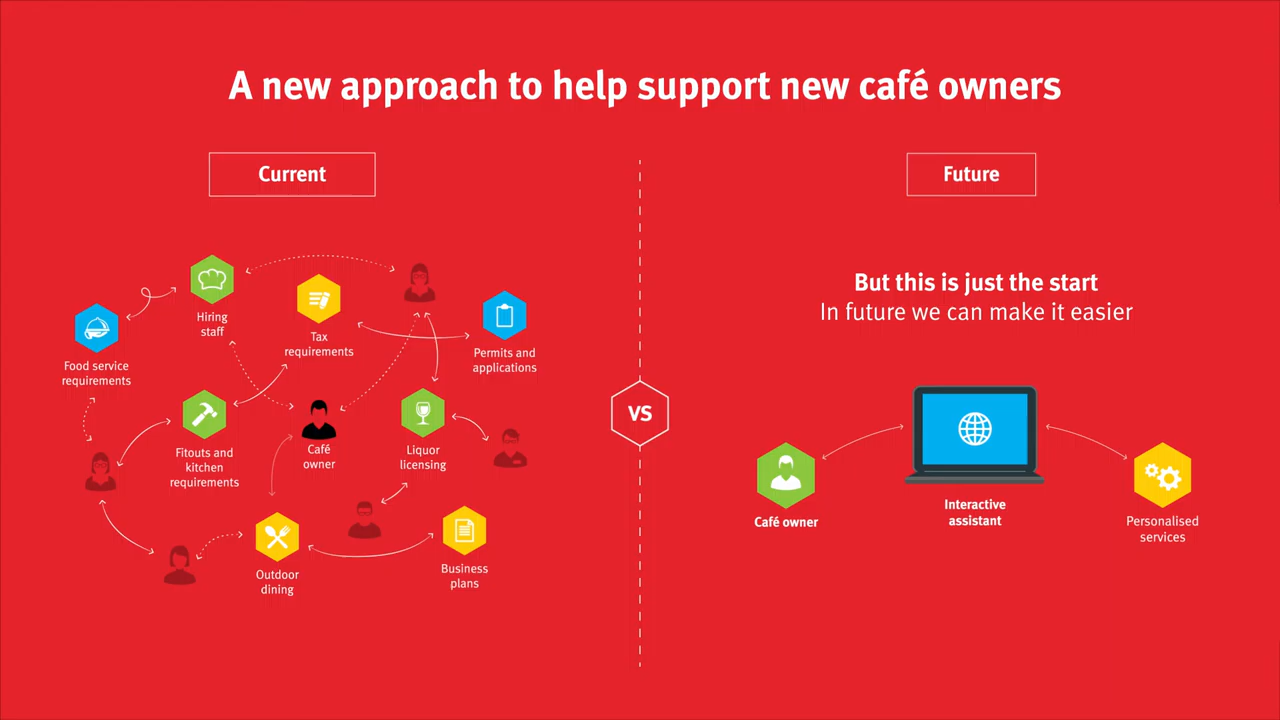 A new approach to help support new café owners
Current
Future
Hiring
staff
Tax
requirements
Permits and
applications
Food service
requirements
Fitouts and
kitchen
requirements
Café
owner
Liquor
licensing
Outdoor
dining
Business
plans
VS
But this is just the start
In future we can make it easier
Café owner
Interactive
assistant
Personalised
services